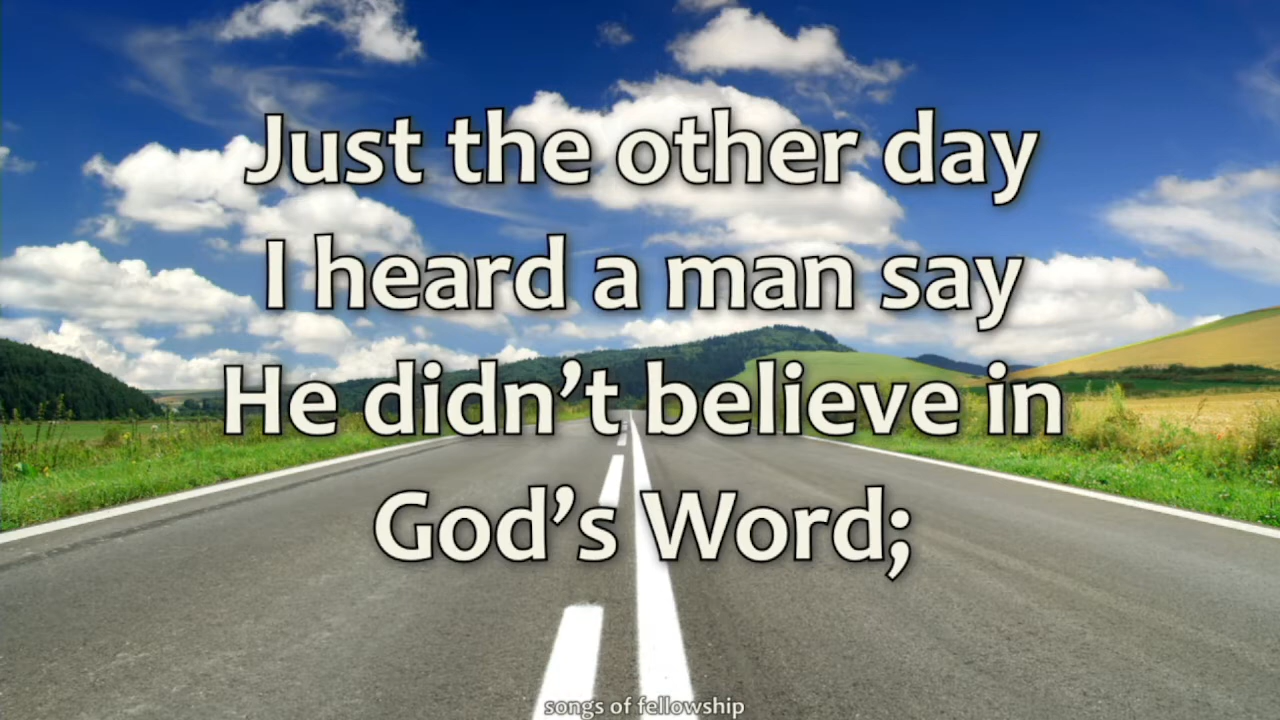 Just the other day
I heard a man say
He didn’t believe in
God’s Word;
songs of fellowship